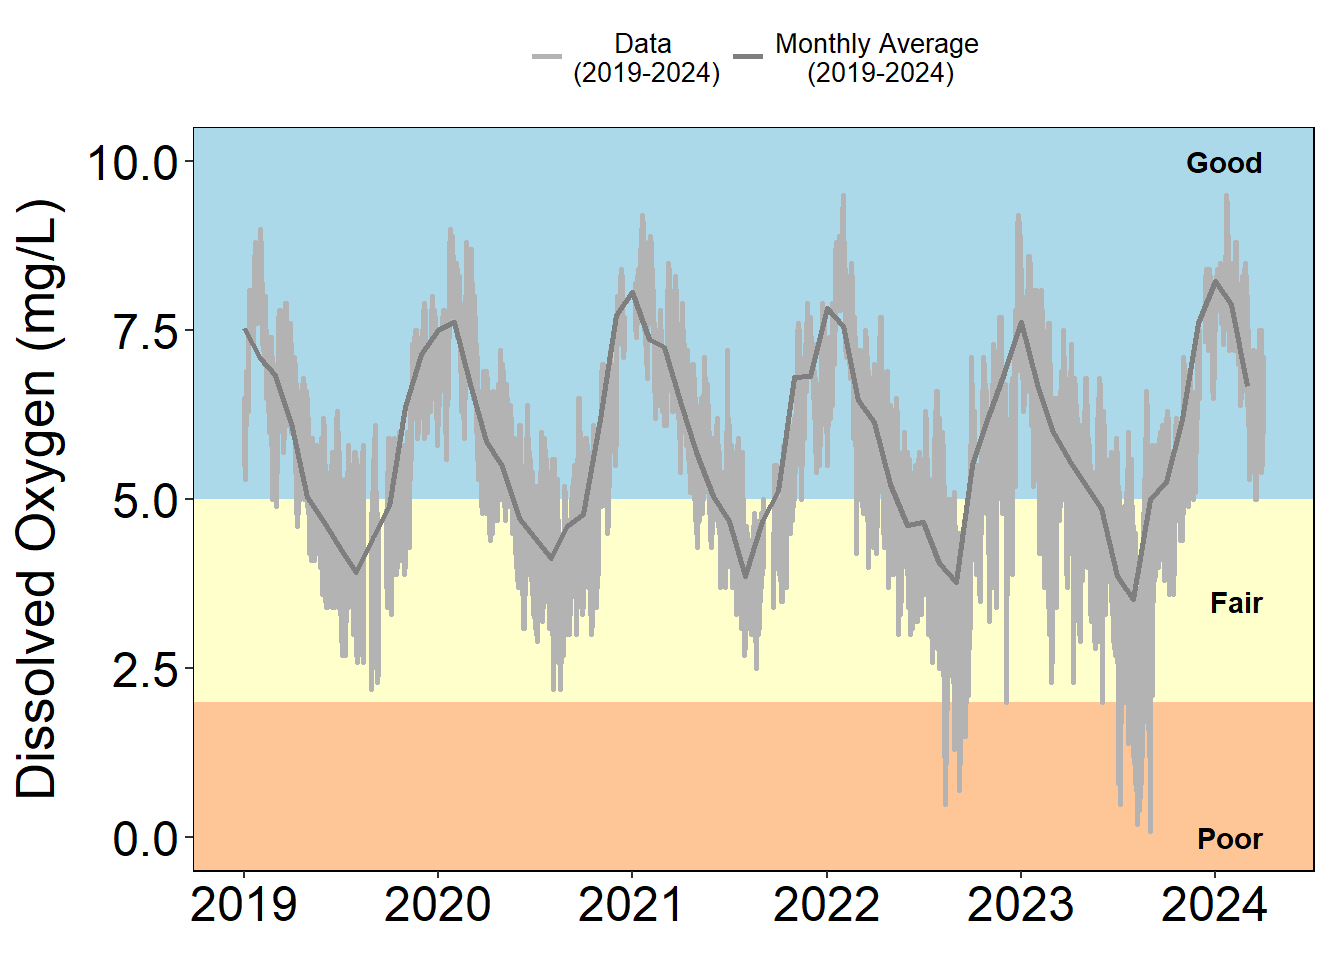 Data
(2019-2024)
Monthly Average
(2019-2024)
Dissolved Oxygen (mg/L)
10.0
7.5
5.0
2.5
0.0
Good
Fair
Poor
2019 2020 2021 2022 2023 2024